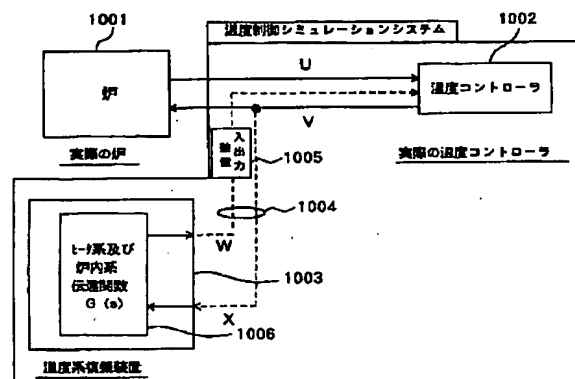 1001
温度制御シミュレーションシステム
1002
炉
U
温度コントローラ
V
実際の炉
入出力
装置
1005
実際の温度コントローラ
1004
W
ヒータ系及び
炉内系
伝達関数
G (s)
1003
X
1006
温度系模擬装置